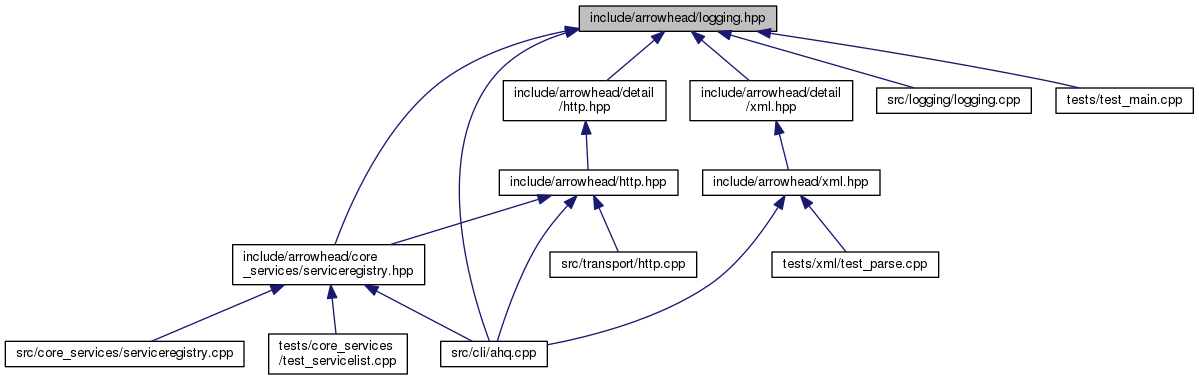 include/arrowhead/logging.hpp
include/arrowhead/detail
/http.hpp
include/arrowhead/detail
/xml.hpp
src/logging/logging.cpp
tests/test_main.cpp
include/arrowhead/http.hpp
include/arrowhead/xml.hpp
include/arrowhead/core
_services/serviceregistry.hpp
src/transport/http.cpp
tests/xml/test_parse.cpp
src/core_services/serviceregistry.cpp
tests/core_services
/test_servicelist.cpp
src/cli/ahq.cpp